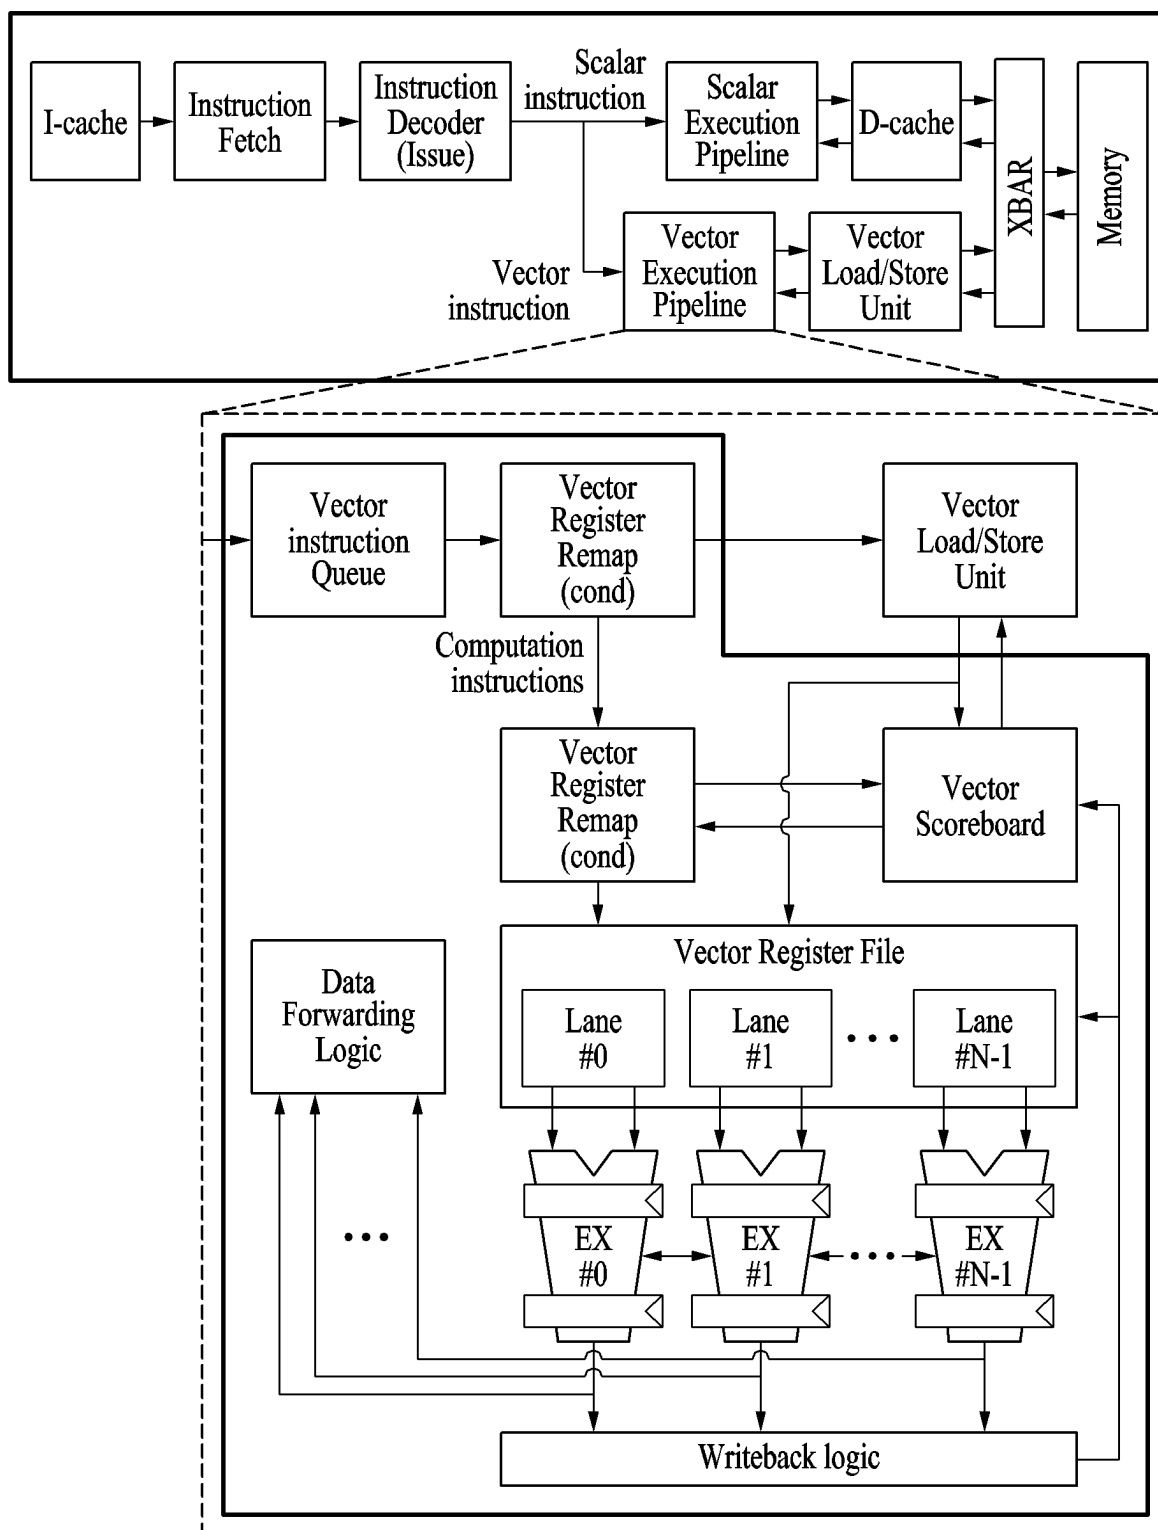 I-cache
Instruction
Fetch
Instruction
Decoder
(Issue)
Scalar
instruction
Scalar
Execution
Pipeline
D-cache
XBAR
Memory
Vector
instruction
Vector
Execution
Pipeline
Vector
Load/Store
Unit
Vector
instruction
Queue
Vector
Register
Remap
(cond)
Vector
Load/Store
Unit
Computation
instructions
Vector
Register
Remap
(cond)
Vector
Scoreboard
Data
Forwarding
Logic
Vector Register File
Lane
#0
Lane
#1
• • •
Lane
#N-1
• • •
EX
#0
EX
#1
• • •
EX
#N-1
Writeback logic